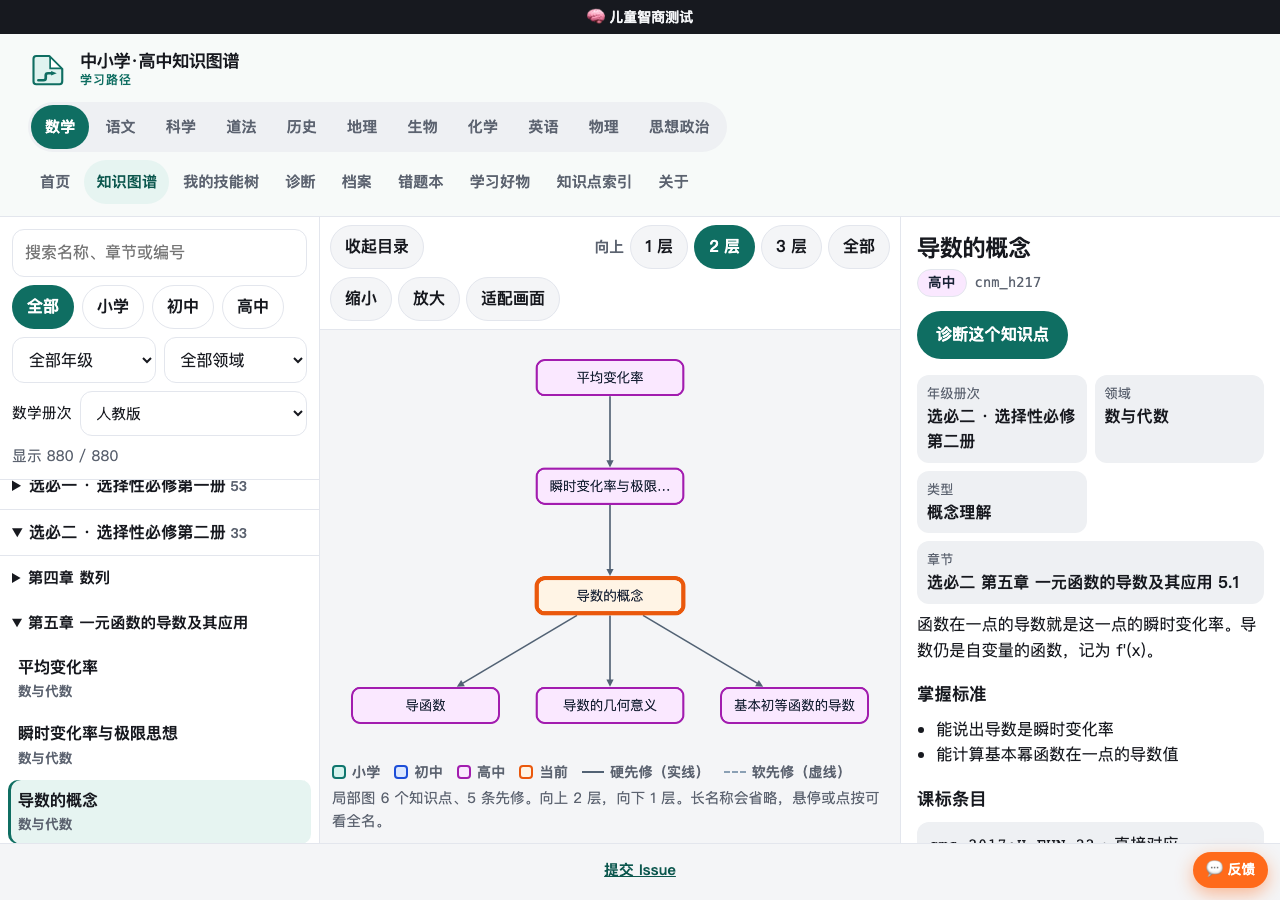 🧠 儿童智商测试
中小学·高中知识图谱
学习路径
数学 语文 科学 道法 历史 地理 生物 化学 英语 物理 思想政治
首页 知识图谱 我的技能树 诊断 档案 错题本 学习好物 知识点索引 关于
搜索名称、章节或编号
全部 小学 初中 高中
全部年级 全部领域
数学册次 人教版
显示 880 / 880
选必一 · 选择性必修第一册 53
选必二 · 选择性必修第二册 33
第四章 数列
第五章 一元函数的导数及其应用
平均变化率
数与代数
瞬时变化率与极限思想
数与代数
导数的概念
数与代数
收起目录 向上 1 层 2 层 3 层 全部
缩小 放大 适配画面
平均变化率
瞬时变化率与极限…
导数的概念
导函数 导数的几何意义 基本初等函数的导数
小学 初中 高中 当前 硬先修（实线） 软先修（虚线）
局部图 6 个知识点、5 条先修。向上 2 层，向下 1 层。长名称会省略，悬停或点按可
看全名。
导数的概念
高中 cnm_h217
诊断这个知识点
年级册次
选必二 · 选择性必修
第二册
领域
数与代数
类型
概念理解
章节
选必二 第五章 一元函数的导数及其应用 5.1
函数在一点的导数就是这一点的瞬时变化率。导
数仍是自变量的函数，记为 f'(x)。
掌握标准
能说出导数是瞬时变化率
能计算基本幂函数在一点的导数值
课标条目
提交 Issue
💬 反馈